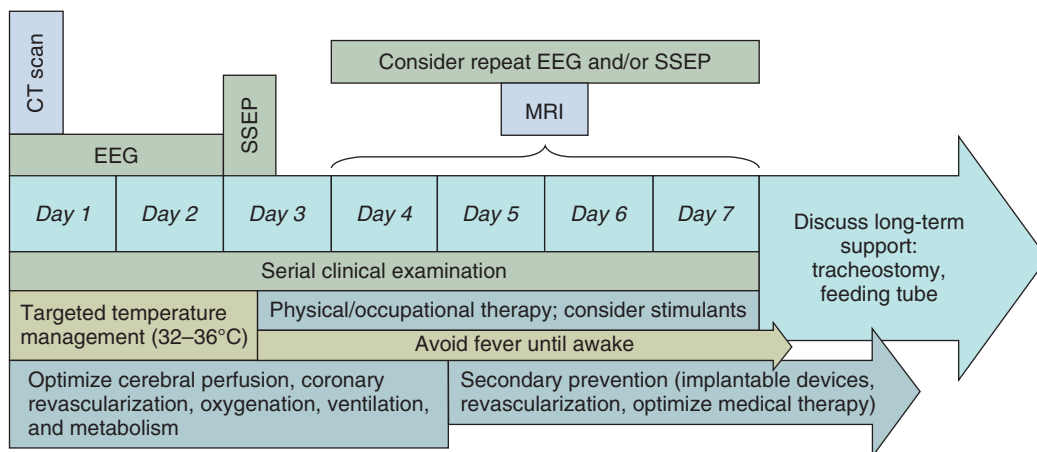 CT scan
EEG
SSEP
Consider repeat EEG and/or SSEP
MRI
Day 1
Day 2
Day 3
Day 4
Day 5
Day 6
Day 7
Discuss long-term
support:
tracheostomy,
feeding tube
Serial clinical examination
Targeted temperature
management (32–36°C)
Physical/occupational therapy; consider stimulants
Avoid fever until awake
Optimize cerebral perfusion, coronary
revascularization, oxygenation, ventilation,
and metabolism
Secondary prevention (implantable devices,
revascularization, optimize medical therapy)